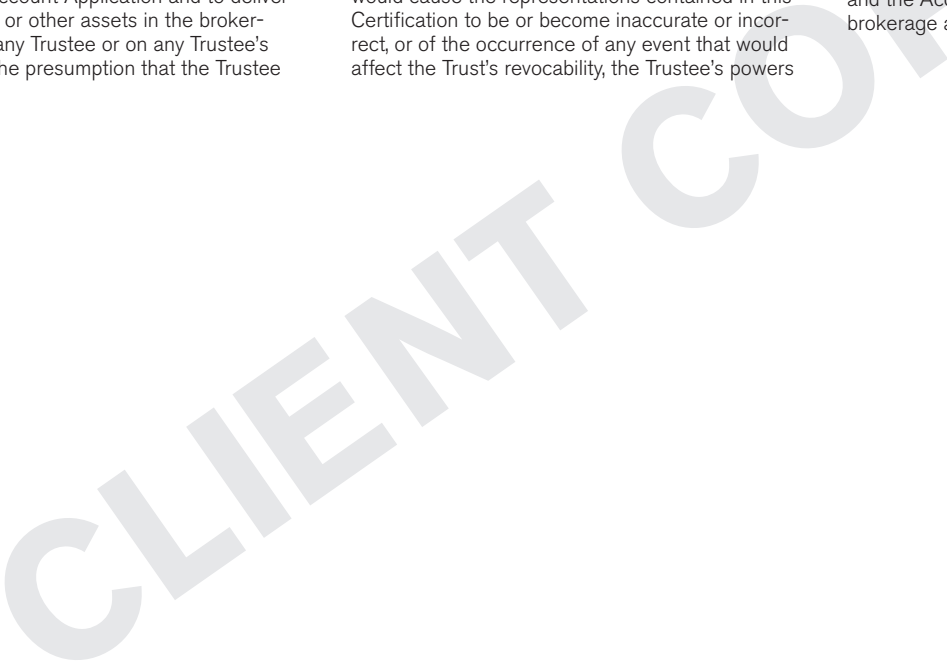 Account Application and to deliver
or other assets in the broker-
any Trustee or on any Trustee's
the presumption that the Trustee
would cause the representations contained in this
Certification to be or become inaccurate or incor-
rect, or of the occurrence of any event that would
affect the Trust's revocability, the Trustee's powers
and the
brokerage
CLIENT